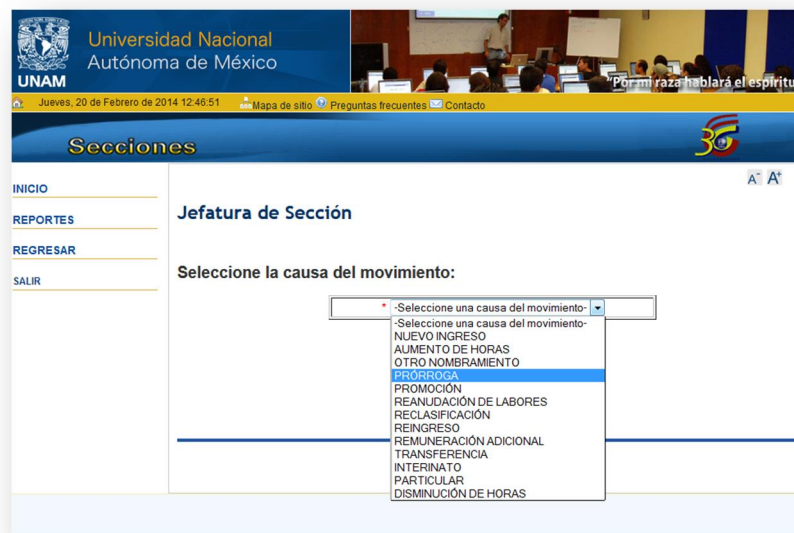 Universidad Nacional
Autónoma de México
UNAM
"Por mi raza hablará el espíritu
Jueves, 20 de Febrero de 2014 12:46:51 Mapa de sitio Preguntas frecuentes Contacto
Secciones
A- A+
INICIO
REPORTES
REGRESAR
SALIR
Jefatura de Sección
Seleccione la causa del movimiento:
* -Seleccione una causa del movimiento-
-Seleccione una causa del movimiento-
NUEVO INGRESO
AUMENTO DE HORAS
OTRO NOMBRAMIENTO
PRÓRROGA
PROMOCIÓN
REANUDACIÓN DE LABORES
RECLASIFICACIÓN
REINGRESO
REMUNERACIÓN ADICIONAL
TRANSFERENCIA
INTERINATO
PARTICULAR
DISMINUCIÓN DE HORAS